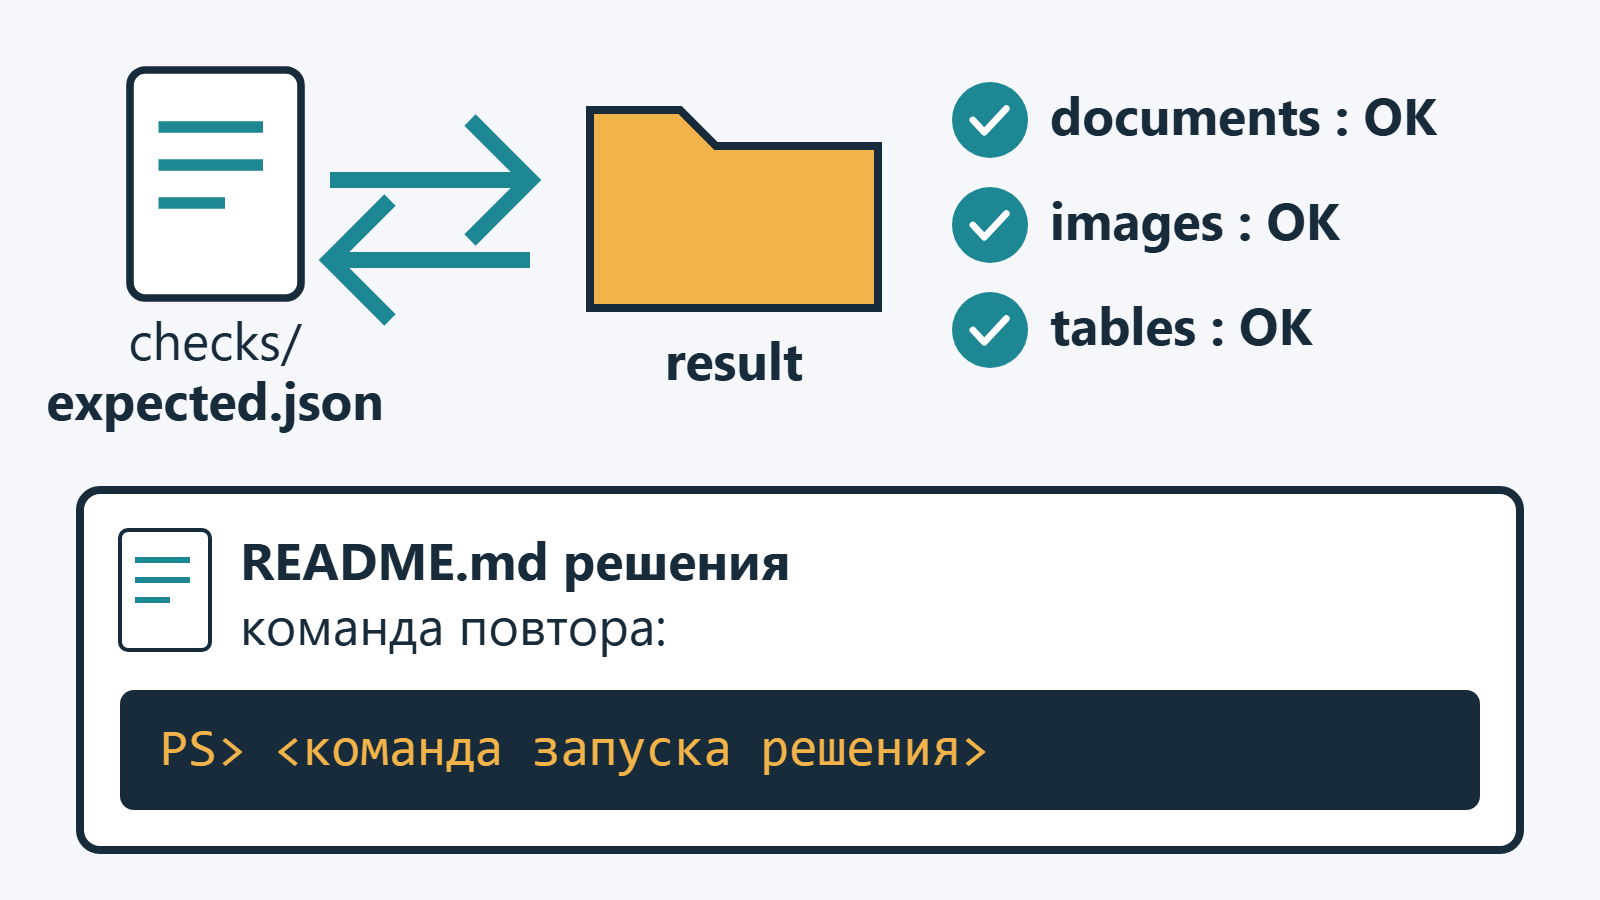 checks/
expected.json
result
documents : OK
images : OK
tables : OK
README.md решения
команда повтора:
PS> <команда запуска решения>